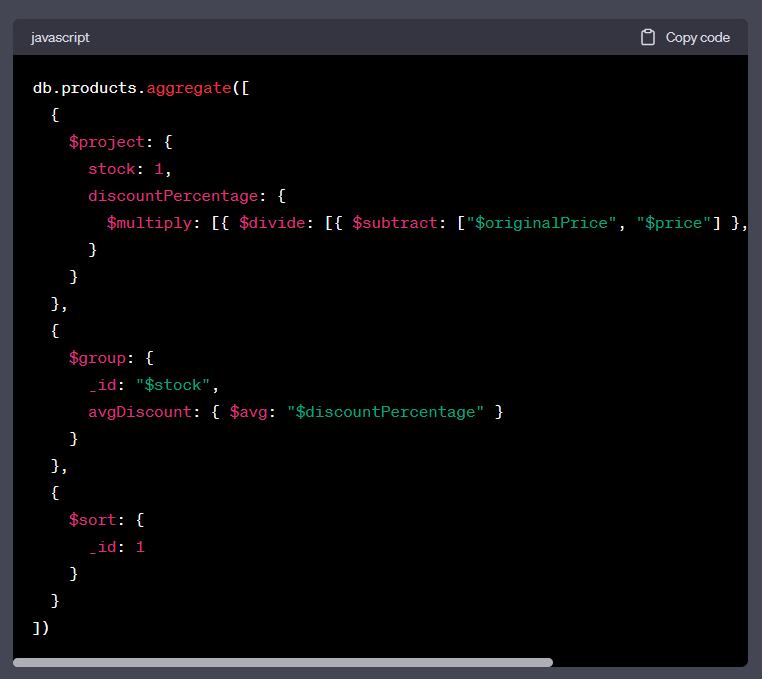 javascript
Copy code
db.products.aggregate([
  {
    $project: {
      stock: 1,
      discountPercentage: {
        $multiply: [{ $divide: [{ $subtract: ["$originalPrice", "$price"] },
      }
    }
  },
  {
    $group: {
      _id: "$stock",
      avgDiscount: { $avg: "$discountPercentage" }
    }
  },
  {
    $sort: {
      _id: 1
    }
  }
])